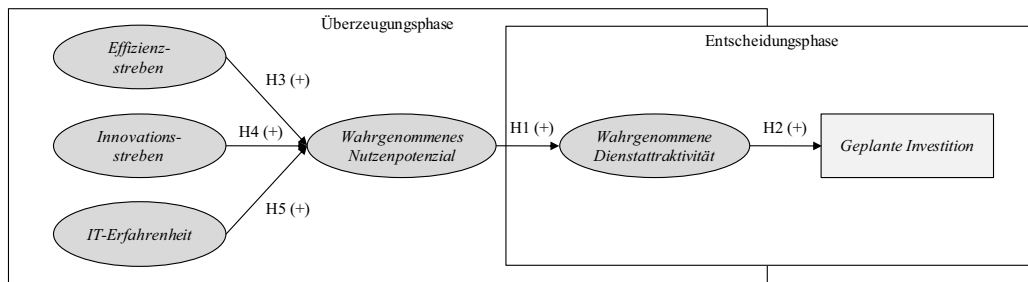 Überzeugungsphase
Entscheidungsphase
Effizienz-
streben
H3 (+)
Innovations-
streben
H4 (+)
Wahrgenommenes
Nutzenpotenzial
H1 (+)
Wahrgenommene
Dienstattraktivität
H2 (+)
Geplante Investition
H5 (+)
IT-Erfahrenheit